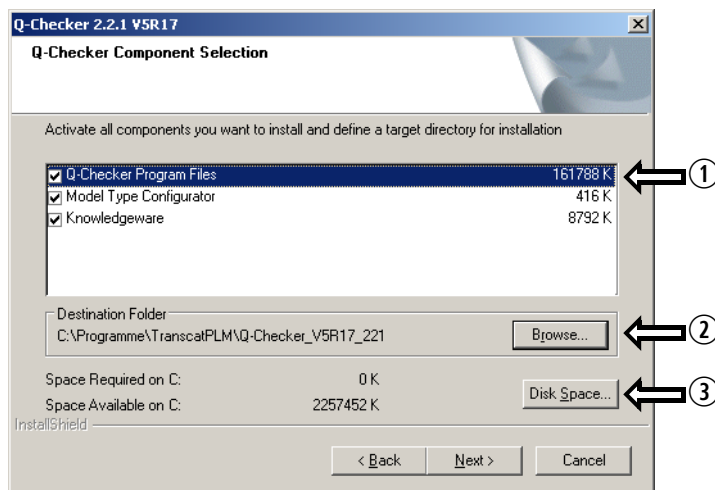 Q-Checker 2.2.1 V5R17
Q-Checker Component Selection
Activate all components you want to install and define a target directory for installation
Q-Checker Program Files 161788 K
Model Type Configurator 416 K
Knowledgeware 8792 K
①
Destination Folder
C:\Programme\TranscatPLM\Q-Checker_V5R17_221 Browse...
②
Space Required on C: 0 K
Space Available on C: 2257452 K
Disk Space...
③
InstallShield
< Back Next > Cancel